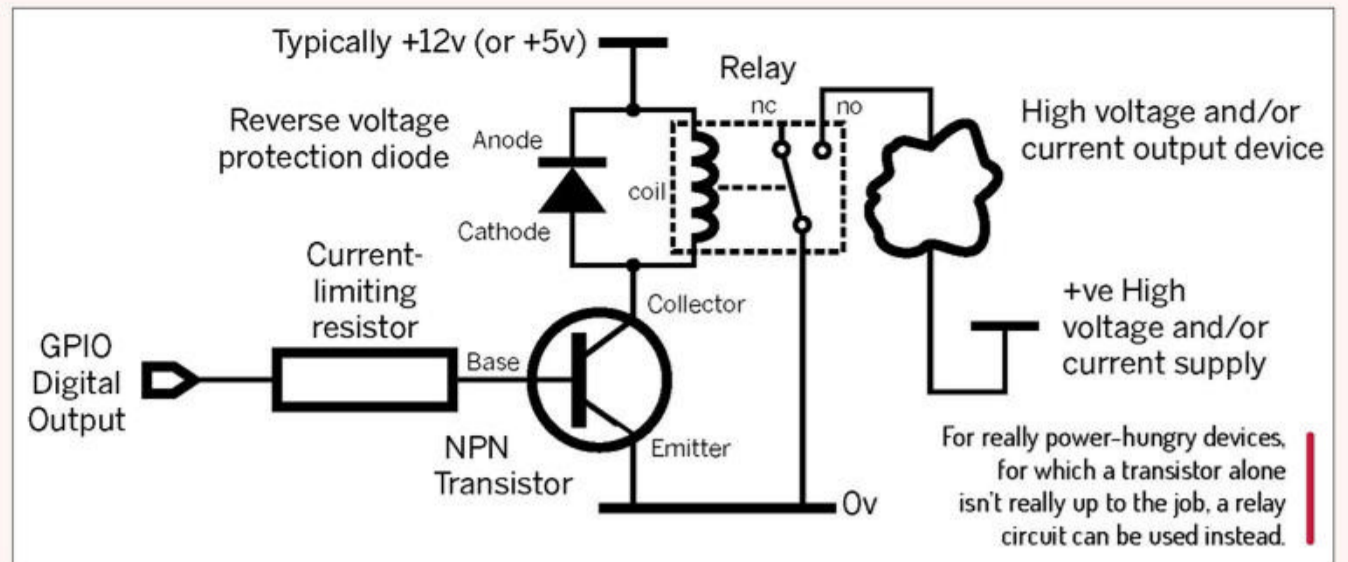 Typically +12v (or +5v)
Relay
nc
no
High voltage and/or
current output device
Reverse voltage
protection diode
Anode
coil
Cathode
Current-
limiting
resistor
Collector
+ve High
voltage and/or
current supply
GPIO
Digital
Output
Base
NPN
Transistor
Emitter
0v
For really power-hungry devices,
for which a transistor alone
isn't really up to the job, a relay
circuit can be used instead.